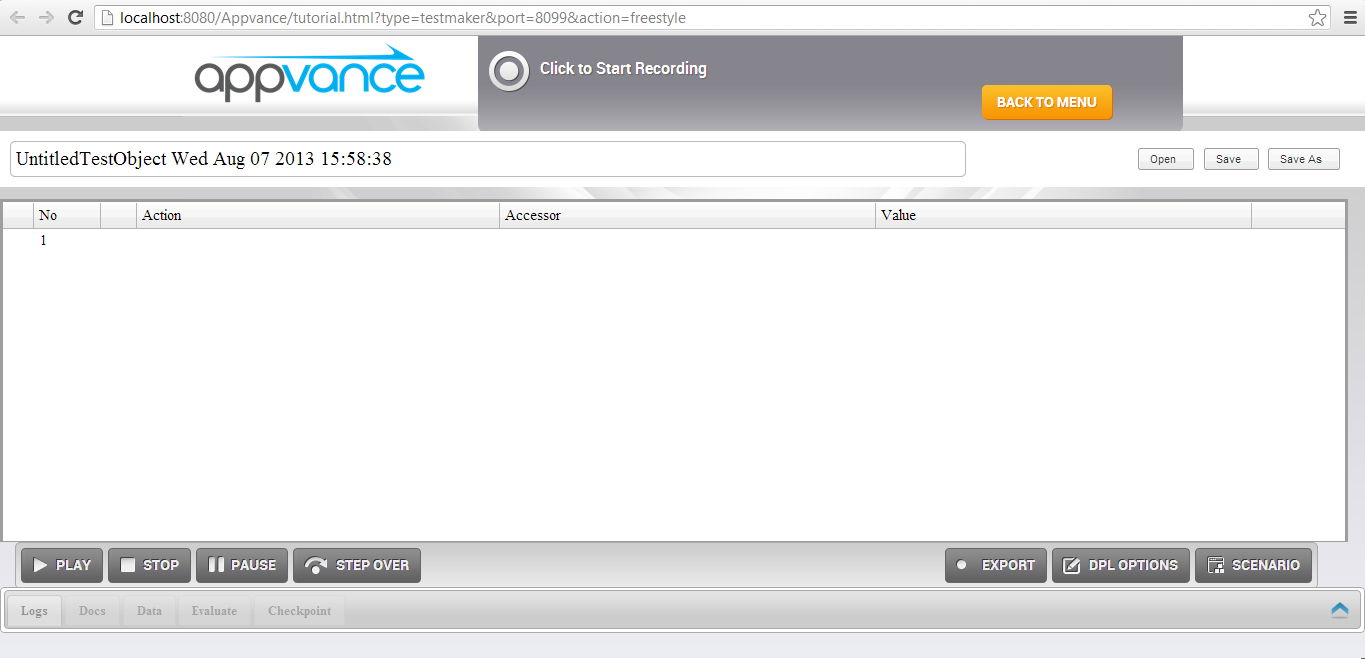 localhost:8080/Appvance/tutorial.html?type=testmaker&port=8099&action=freestyle
appvance
Click to Start Recording
BACK TO MENU
UntitledTestObject Wed Aug 07 2013 15:58:38
Open Save Save As
No Action Accessor Value
1
PLAY STOP PAUSE STEP OVER EXPORT DPL OPTIONS SCENARIO
Logs Docs Data Evaluate Checkpoint